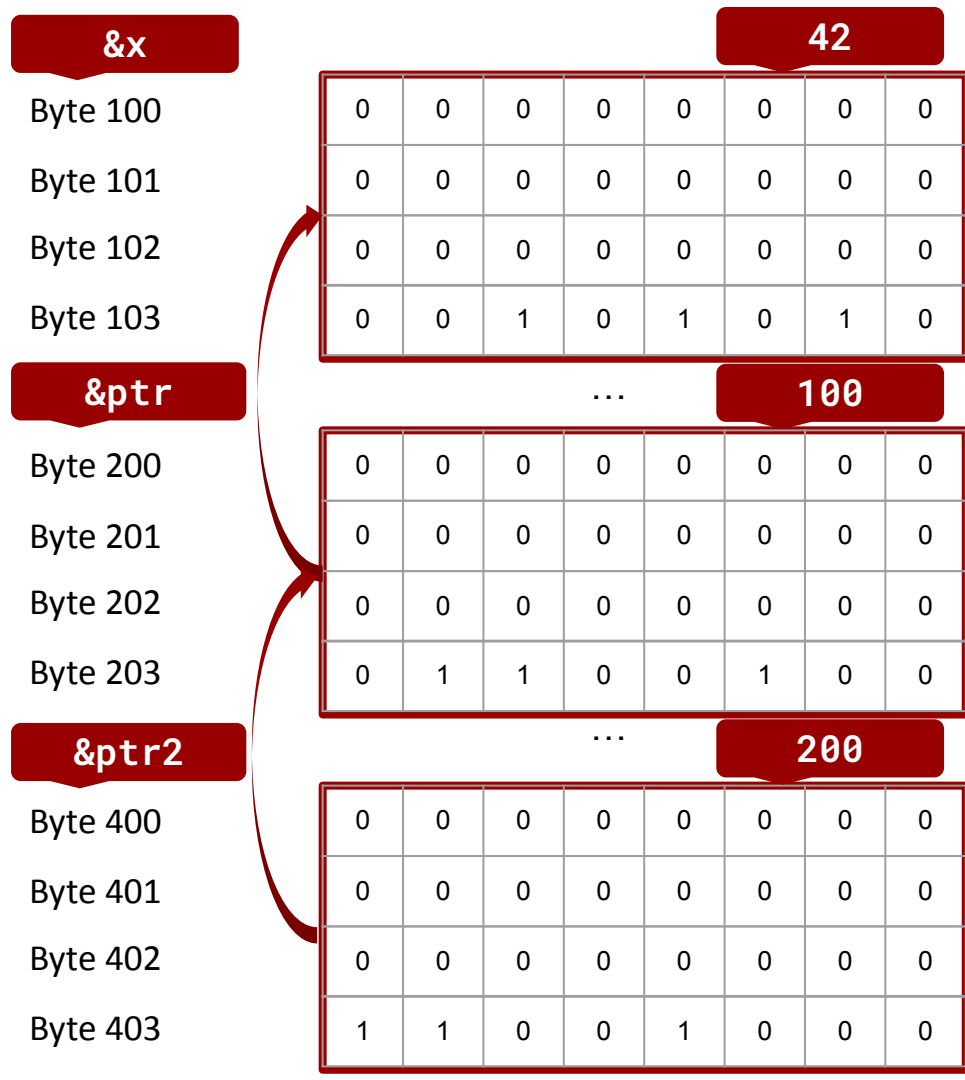 &x 42
Byte 100 0 0 0 0 0 0 0 0
Byte 101 0 0 0 0 0 0 0 0
Byte 102 0 0 0 0 0 0 0 0
Byte 103 0 0 1 0 1 0 1 0
&ptr ... 100
Byte 200 0 0 0 0 0 0 0 0
Byte 201 0 0 0 0 0 0 0 0
Byte 202 0 0 0 0 0 0 0 0
Byte 203 0 1 1 0 0 1 0 0
&ptr2 ... 200
Byte 400 0 0 0 0 0 0 0 0
Byte 401 0 0 0 0 0 0 0 0
Byte 402 0 0 0 0 0 0 0 0
Byte 403 1 1 0 0 1 0 0 0